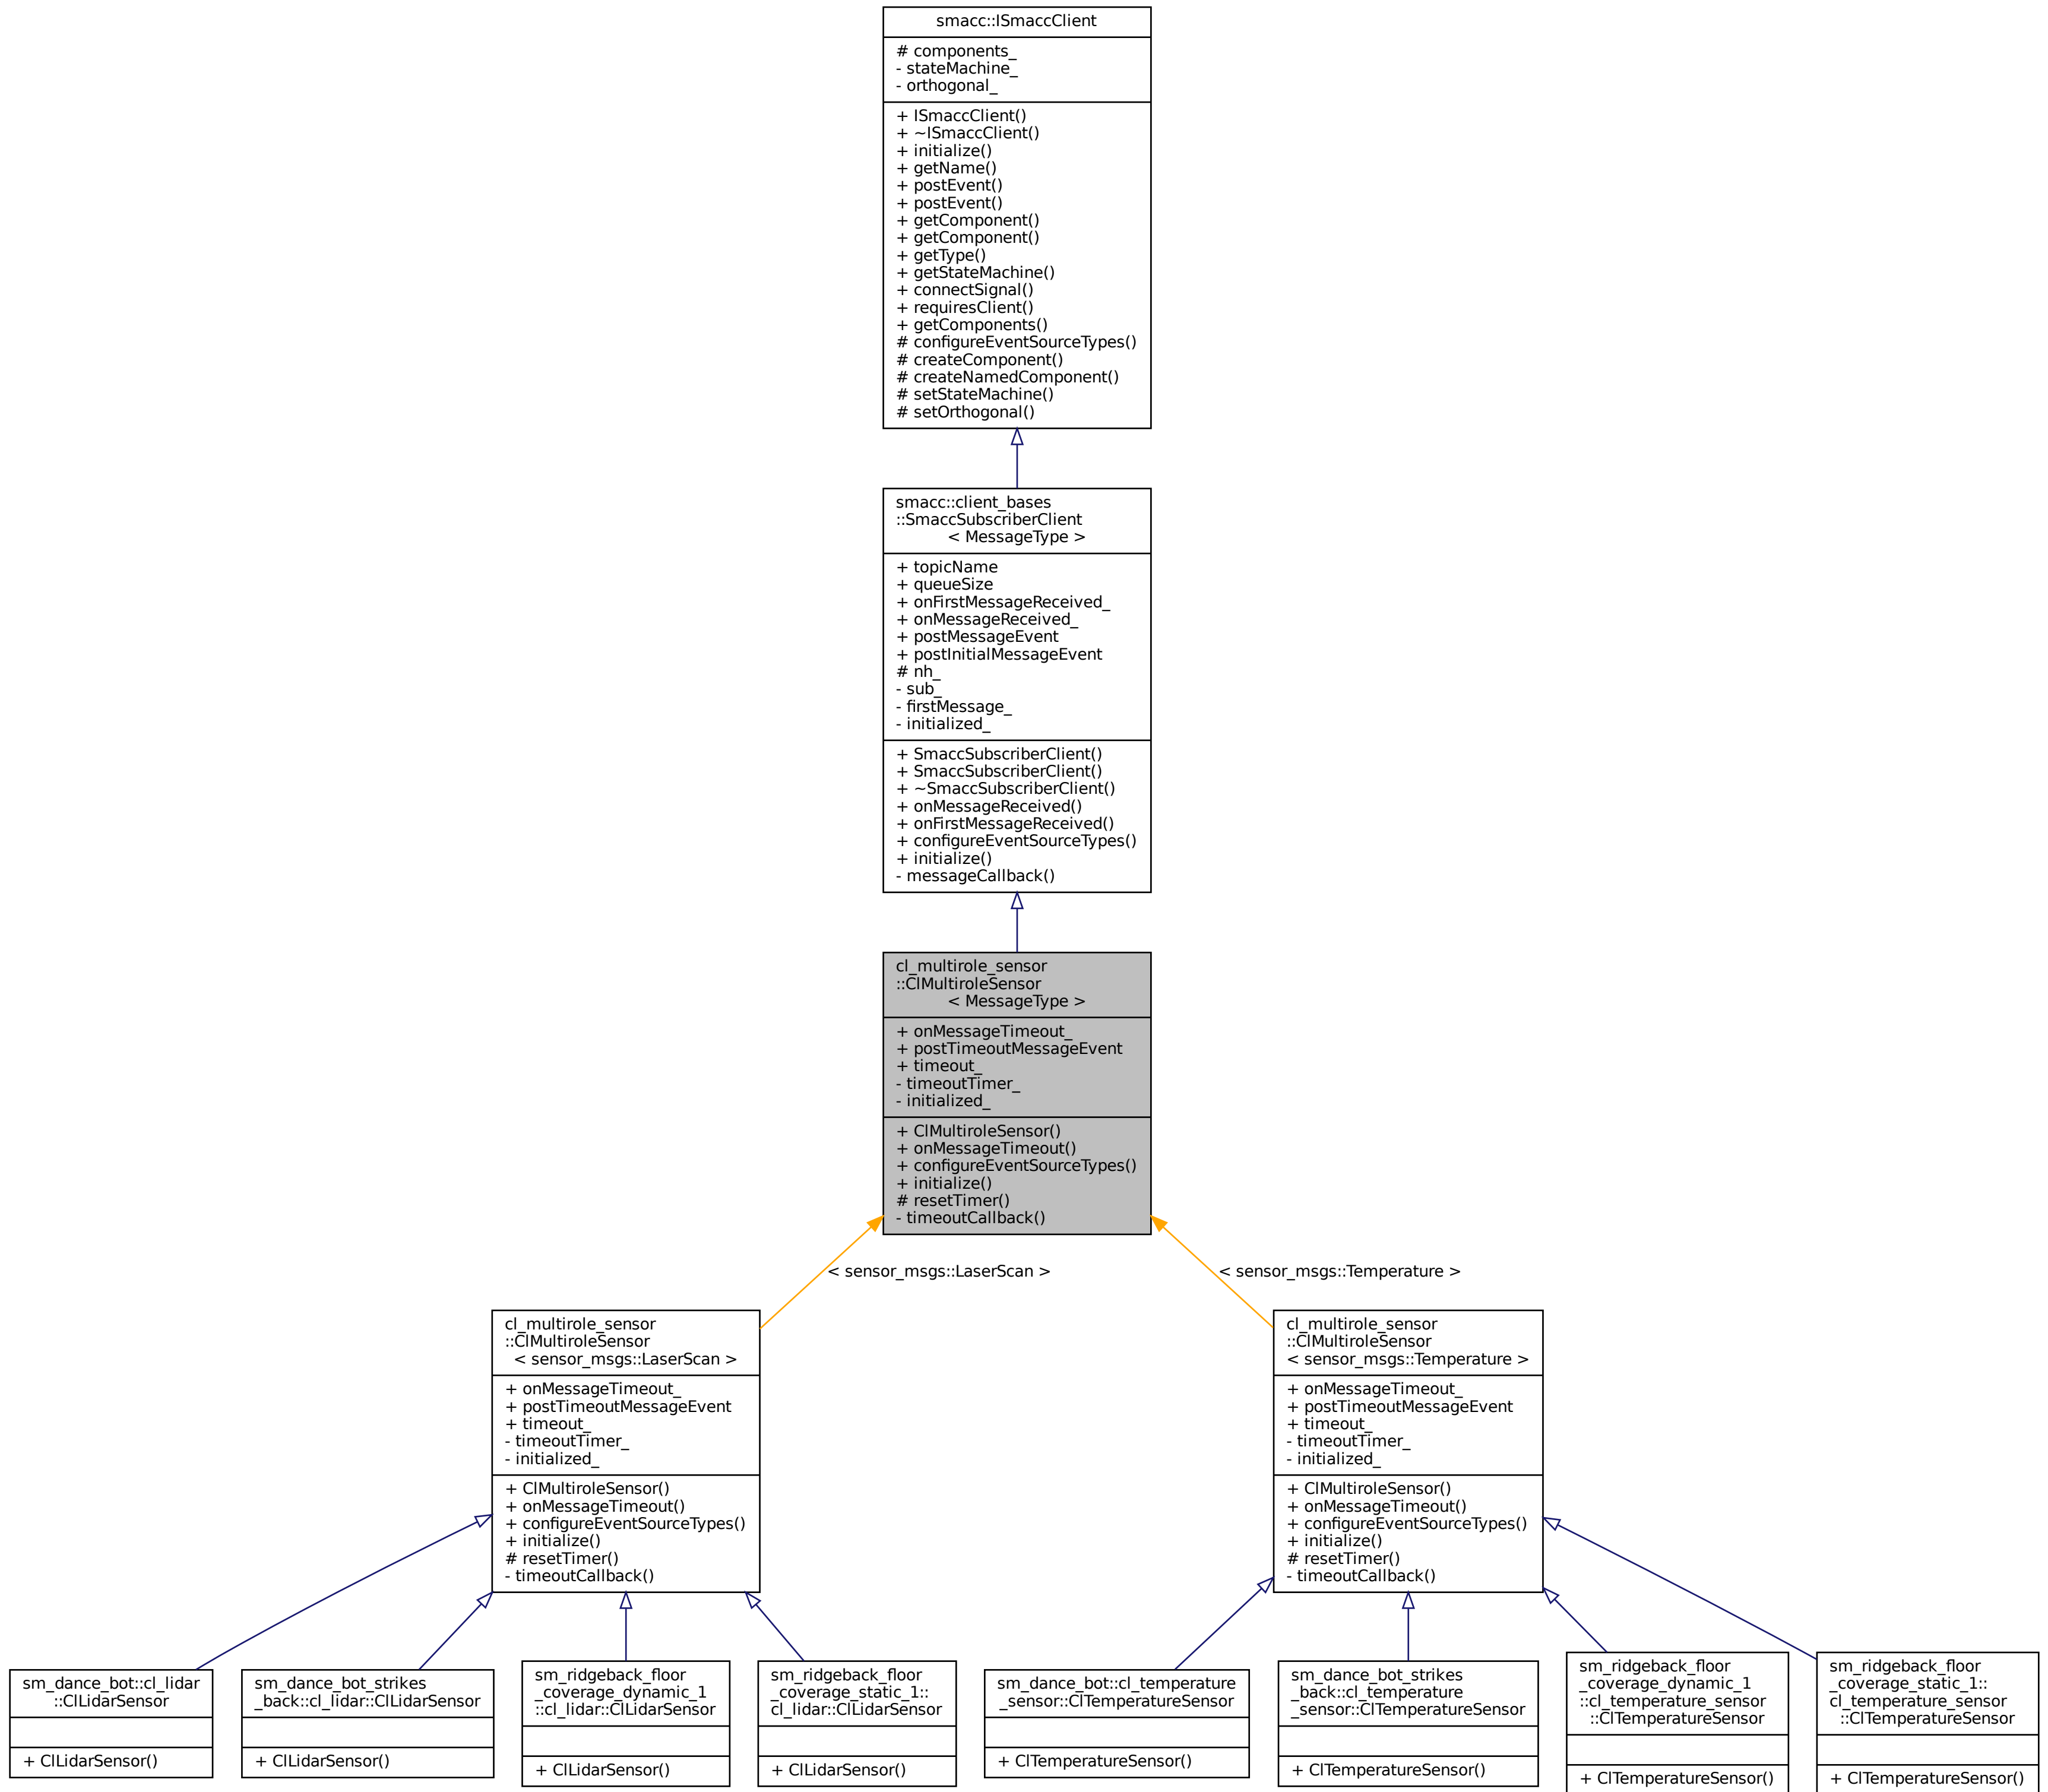 smacc::ISmaccClient
# components_
- stateMachine_
- orthogonal_
+ ISmaccClient()
+ ~ISmaccClient()
+ initialize()
+ getName()
+ postEvent()
+ postEvent()
+ getComponent()
+ getComponent()
+ getType()
+ getStateMachine()
+ connectSignal()
+ requiresClient()
+ getComponents()
# configureEventSourceTypes()
# createComponent()
# createNamedComponent()
# setStateMachine()
# setOrthogonal()
smacc::client_bases
::SmaccSubscriberClient
< MessageType >
+ topicName
+ queueSize
+ onFirstMessageReceived_
+ onMessageReceived_
+ postMessageEvent
+ postInitialMessageEvent
# nh_
- sub_
- firstMessage_
- initialized_
+ SmaccSubscriberClient()
+ SmaccSubscriberClient()
+ ~SmaccSubscriberClient()
+ onMessageReceived()
+ onFirstMessageReceived()
+ configureEventSourceTypes()
+ initialize()
- messageCallback()
cl_multirole_sensor
::ClMultiroleSensor
< MessageType >
+ onMessageTimeout_
+ postTimeoutMessageEvent
+ timeout_
- timeoutTimer_
- initialized_
+ ClMultiroleSensor()
+ onMessageTimeout()
+ configureEventSourceTypes()
+ initialize()
# resetTimer()
- timeoutCallback()
< sensor_msgs::LaserScan >
< sensor_msgs::Temperature >
cl_multirole_sensor
::ClMultiroleSensor
< sensor_msgs::LaserScan >
+ onMessageTimeout_
+ postTimeoutMessageEvent
+ timeout_
- timeoutTimer_
- initialized_
+ ClMultiroleSensor()
+ onMessageTimeout()
+ configureEventSourceTypes()
+ initialize()
# resetTimer()
- timeoutCallback()
cl_multirole_sensor
::ClMultiroleSensor
< sensor_msgs::Temperature >
+ onMessageTimeout_
+ postTimeoutMessageEvent
+ timeout_
- timeoutTimer_
- initialized_
+ ClMultiroleSensor()
+ onMessageTimeout()
+ configureEventSourceTypes()
+ initialize()
# resetTimer()
- timeoutCallback()
sm_dance_bot::cl_lidar
::ClLidarSensor
+ ClLidarSensor()
sm_dance_bot_strikes
_back::cl_lidar::ClLidarSensor
+ ClLidarSensor()
sm_ridgeback_floor
_coverage_dynamic_1
::cl_lidar::ClLidarSensor
+ ClLidarSensor()
sm_ridgeback_floor
_coverage_static_1::
cl_lidar::ClLidarSensor
+ ClLidarSensor()
sm_dance_bot::cl_temperature
_sensor::ClTemperatureSensor
+ ClTemperatureSensor()
sm_dance_bot_strikes
_back::cl_temperature
_sensor::ClTemperatureSensor
+ ClTemperatureSensor()
sm_ridgeback_floor
_coverage_dynamic_1
::cl_temperature_sensor
::ClTemperatureSensor
+ ClTemperatureSensor()
sm_ridgeback_floor
_coverage_static_1::
cl_temperature_sensor
::ClTemperatureSensor
+ ClTemperatureSensor()